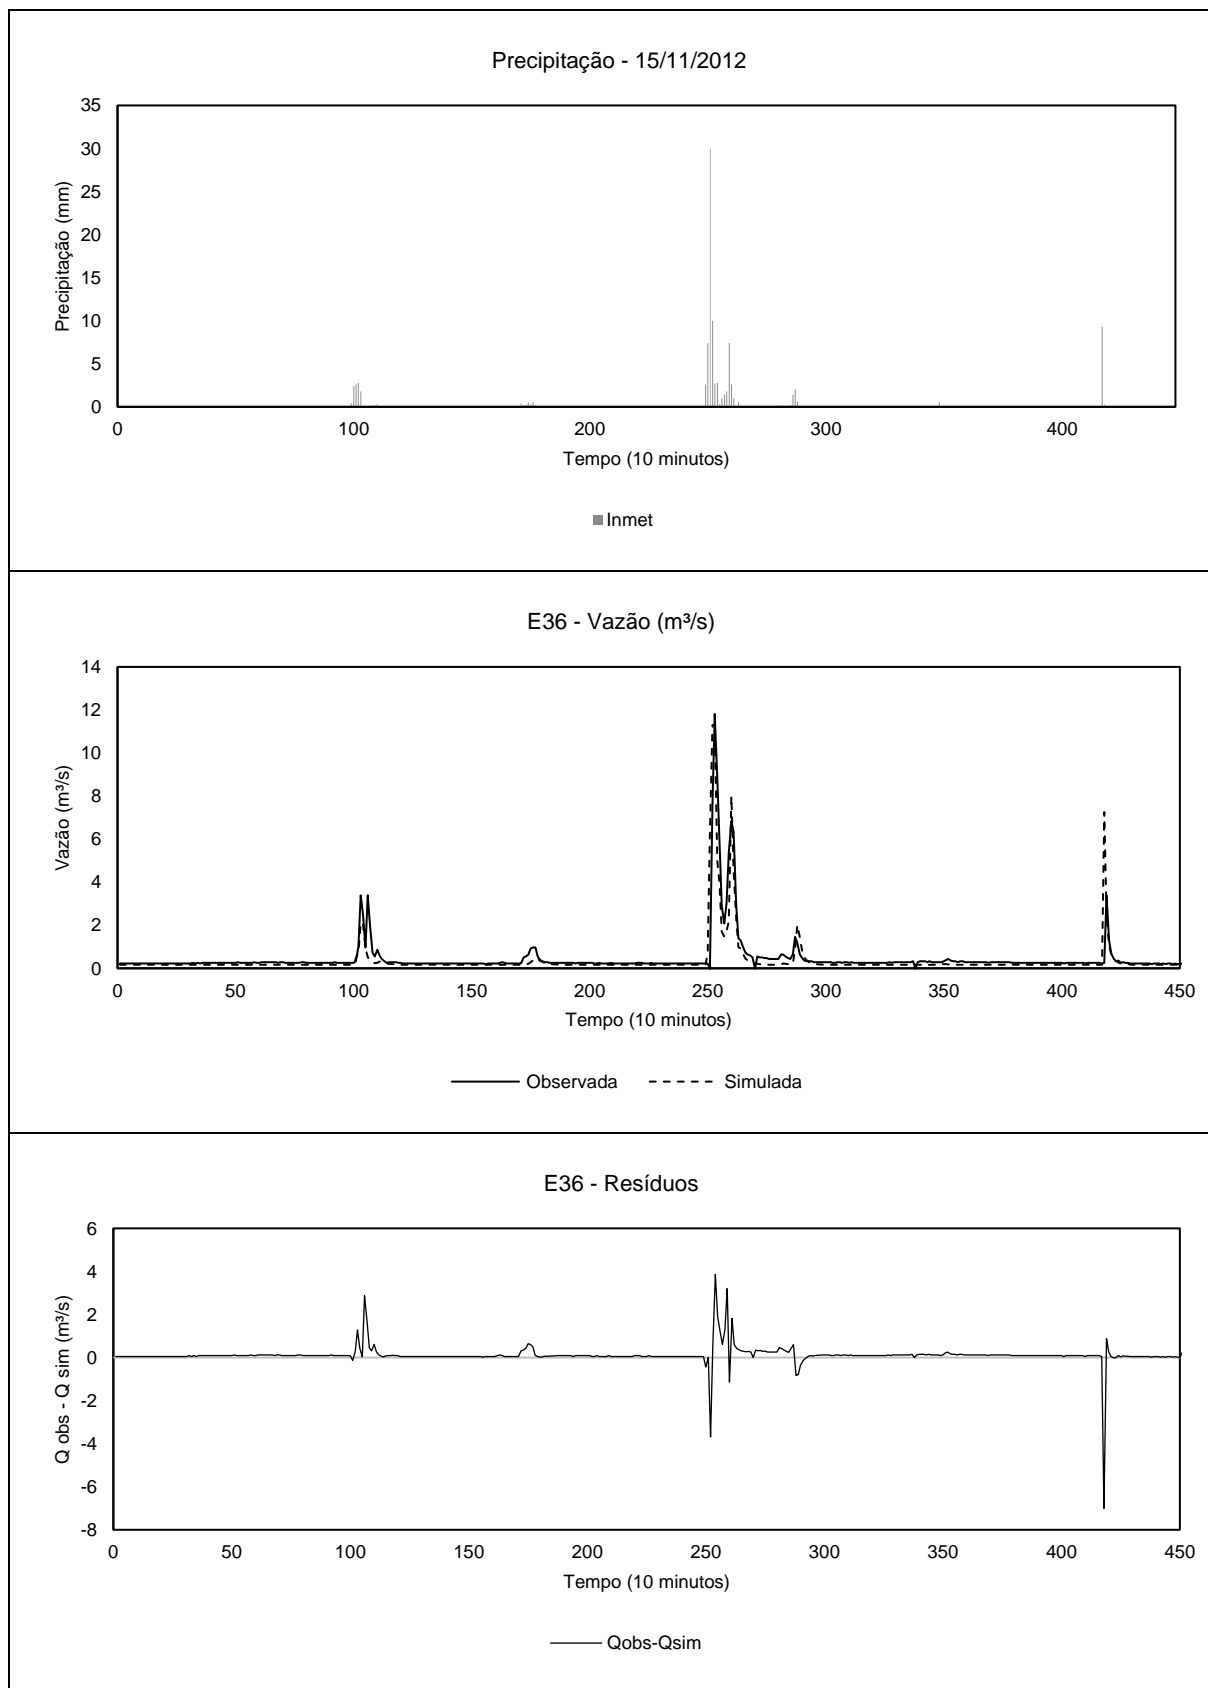 Precipitação - 15/11/2012
35
30
25
20
15
10
5
0
Precipitação (mm)
0 100 200 300 400
Tempo (10 minutos)
Inmet
E36 - Vazão (m³/s)
14
12
10
8
6
4
2
0
Vazão (m³/s)
0 50 100 150 200 250 300 350 400 450
Tempo (10 minutos)
Observada Simulada
E36 - Resíduos
6
4
2
0
-2
-4
-6
-8
Q obs - Q sim (m³/s)
0 50 100 150 200 250 300 350 400 450
Tempo (10 minutos)
Qobs-Qsim